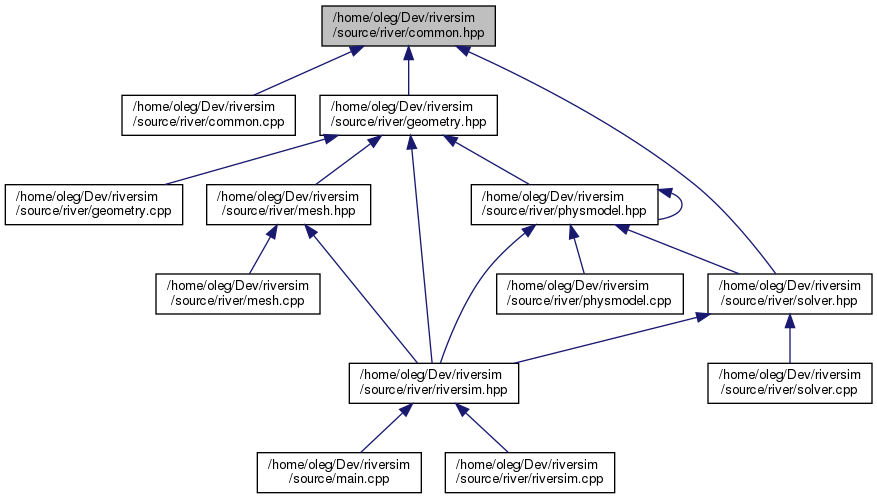 /home/oleg/Dev/riversim
/source/river/common.hpp
/home/oleg/Dev/riversim
/source/river/common.cpp
/home/oleg/Dev/riversim
/source/river/geometry.hpp
/home/oleg/Dev/riversim
/source/river/geometry.cpp
/home/oleg/Dev/riversim
/source/river/mesh.hpp
/home/oleg/Dev/riversim
/source/river/physmodel.hpp
/home/oleg/Dev/riversim
/source/river/mesh.cpp
/home/oleg/Dev/riversim
/source/river/physmodel.cpp
/home/oleg/Dev/riversim
/source/river/solver.hpp
/home/oleg/Dev/riversim
/source/river/riversim.hpp
/home/oleg/Dev/riversim
/source/river/solver.cpp
/home/oleg/Dev/riversim
/source/main.cpp
/home/oleg/Dev/riversim
/source/river/riversim.cpp